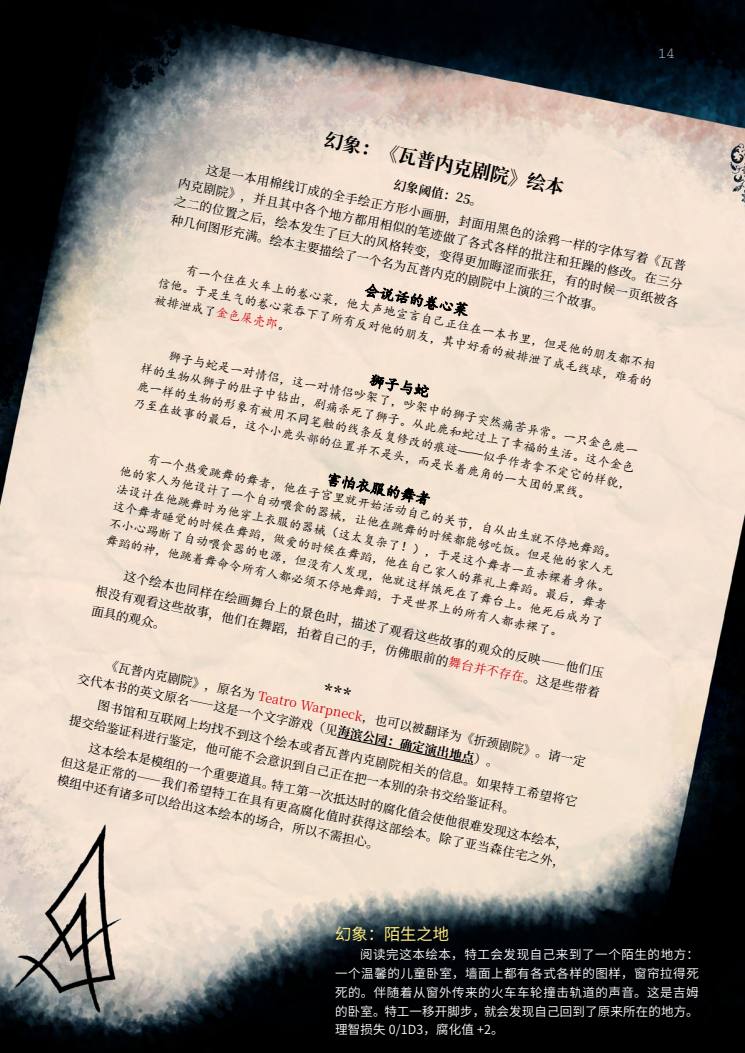 14
幻象：《瓦普内克剧院》绘本
幻象阈值：25。
这是一本用棉线订成的全手绘正方形小画册，封面用黑色的涂鸦一样的字体写着《瓦普
内克剧院》，并且其中各个地方都用相似的笔迹做了各式各样的批注和狂躁的修改。在三分
之二的位置之后，绘本发生了巨大的风格转变，变得更加晦涩而张狂，有的时候一页纸被各
种几何图形充满。绘本主要描绘了一个名为瓦普内克的剧院中上演的三个故事。
会说话的卷心菜
有一个住在火车上的卷心菜，他大声地宣言自己正住在一本书里，但是他的朋友都不相
信他。于是生气的卷心菜吞下了所有反对他的朋友，其中好看的被排泄了成毛线球，难看的
被排泄成了金色屎壳郎。
狮子与蛇
狮子与蛇是一对情侣，这一对情侣吵架了，吵架中的狮子突然痛苦异常。一只金色鹿一
样的生物从狮子的肚子中钻出，剧痛杀死了狮子。从此鹿和蛇过上了幸福的生活。这个金色
鹿一样的生物的形象有被用不同笔触的线条反复修改的痕迹——似乎作者拿不定它的样貌，
乃至在故事的最后，这个小鹿头部的位置并不是头，而是长着鹿角的一大团的黑线。
害怕衣服的舞者
有一个热爱跳舞的舞者，他在子宫里就开始活动自己的关节，自从出生就不停地舞蹈。
他的家人为他设计了一个自动喂食的器械，让他在跳舞的时候都能够吃饭。但是他的家人无
法设计在他跳舞时为他穿上衣服的器械（这太复杂了！），于是这个舞者一直赤裸着身体。
这个舞者睡觉的时候在舞蹈，做爱的时候在舞蹈，他在自己家人的葬礼上舞蹈。最后，舞者
不小心踢断了自动喂食器的电源，但没有人发现，他就这样饿死在了舞台上。他死后成为了
舞蹈的神，他跳着舞命令所有人都必须不停地舞蹈，于是世界上的所有人都赤裸了。
这个绘本也同样在绘画舞台上的景色时，描述了观看这些故事的观众的反映——他们压
根没有观看这些故事，他们在舞蹈，拍着自己的手，仿佛眼前的舞台并不存在。这是些带着
面具的观众。
***
《瓦普内克剧院》，原名为 Teatro Warpneck，也可以被翻译为《折颈剧院》。请一定
交代本书的英文原名——这是一个文字游戏（见海滨公园：确定演出地点）。
图书馆和互联网上均找不到这个绘本或者瓦普内克剧院相关的信息。如果特工希望将它
提交给鉴证科进行鉴定，他可能不会意识到自己正在把一本别的杂书交给鉴证科。
这本绘本是模组的一个重要道具。特工第一次抵达时的腐化值会使他很难发现这本绘本，
但这是正常的——我们希望特工在具有更高腐化值时获得这部绘本。除了亚当森住宅之外，
模组中还有诸多可以给出这本绘本的场合，所以不需担心。
幻象：陌生之地
阅读完这本绘本，特工会发现自己来到了一个陌生的地方：
一个温馨的儿童卧室，墙面上都有各式各样的图样，窗帘拉得死
死的。伴随着从窗外传来的火车车轮撞击轨道的声音。这是吉姆
的卧室。特工一移开脚步，就会发现自己回到了原来所在的地方。
理智损失 0/1D3，腐化值 +2。